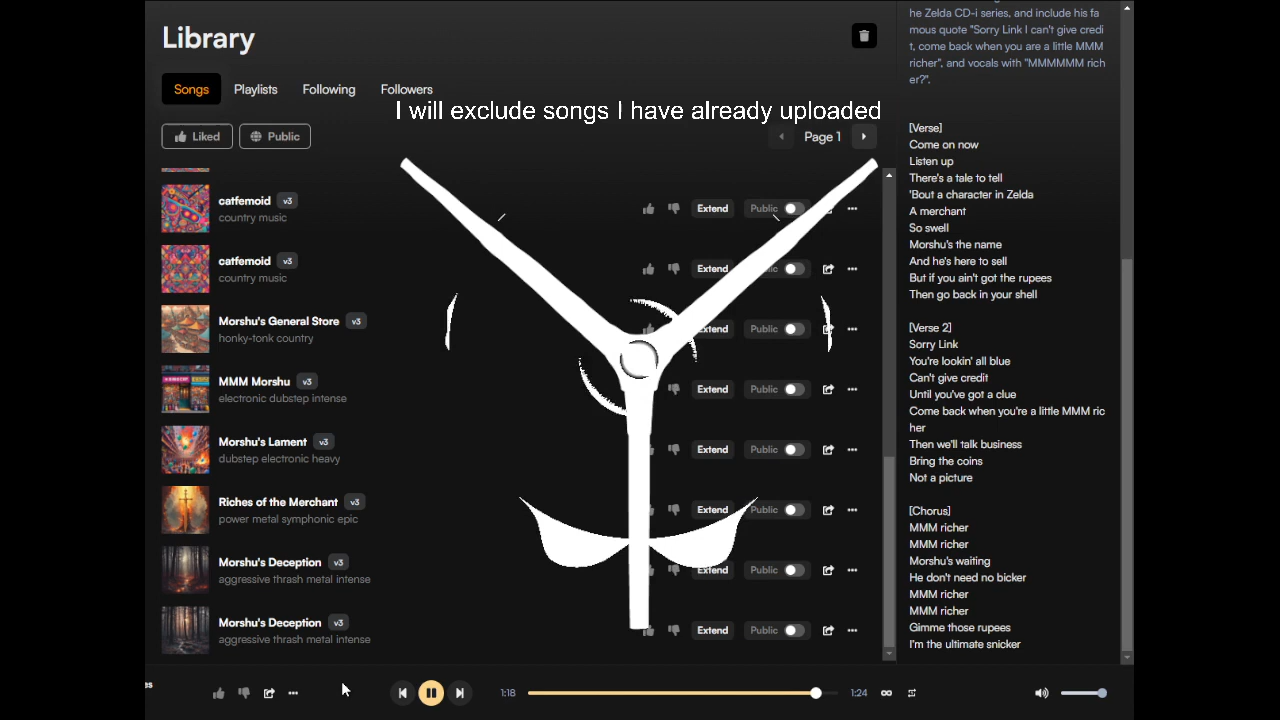 Library
Songs
Playlists
Following
Followers
I will exclude songs I have already uploaded
Liked
Public
Page 1
catfemoid v3
country music
Extend
Public
catfemoid v3
country music
Extend
Public
Morshu's General Store v3
honky-tonk country
Extend
Public
MMM Morshu v3
electronic dubstep intense
Extend
Public
Morshu's Lament v3
dubstep electronic heavy
Extend
Public
Riches of the Merchant v3
power metal symphonic epic
Extend
Public
Morshu's Deception v3
aggressive thrash metal intense
Extend
Public
Morshu's Deception v3
aggressive thrash metal intense
Extend
Public
he Zelda CD-i series, and include his fa
mous quote "Sorry Link I can't give credi
t, come back when you are a little MMM
richer", and vocals with "MMMMMM rich
er?".
[Verse]
Come on now
Listen up
There's a tale to tell
'Bout a character in Zelda
A merchant
So swell
Morshu's the name
And he's here to sell
But if you ain't got the rupees
Then go back in your shell
[Verse 2]
Sorry Link
You're lookin' all blue
Can't give credit
Until you've got a clue
Come back when you're a little MMM ric
her
Then we'll talk business
Bring the coins
Not a picture
[Chorus]
MMM richer
MMM richer
Morshu's waiting
He don't need no bicker
MMM richer
MMM richer
Gimme those rupees
I'm the ultimate snicker
es
1:18
1:24